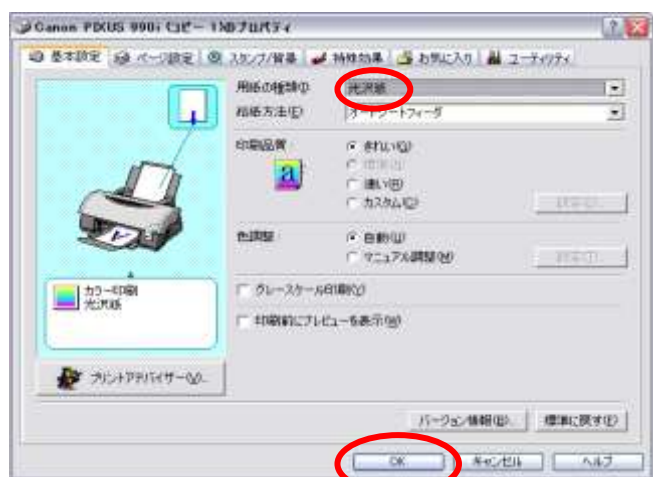 Canon PIXUS 990i (コピー 1)のプロパティ
基本設定 ページ設定 スタンプ/背景 特殊効果 お気に入り ユーティリティ
用紙の種類(I) 光沢紙
給紙方法(E) オートシートフィーダ
印刷品質
きれい(G)
標準(I)
速い(B)
カスタム(C)
色調整
自動(U)
マニュアル調整(M)
カラー印刷
光沢紙
グレースケール印刷(Y)
印刷前にプレビューを表示(W)
プリントアドバイザー(V)...
バージョン情報(B)... 標準に戻す(F)
OK キャンセル ヘルプ